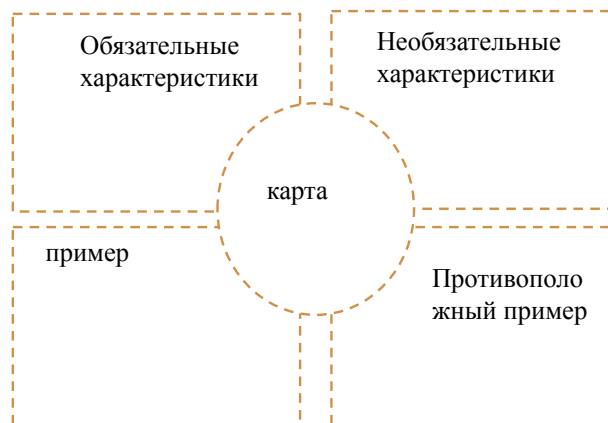 Обязательные
характеристики
Необязательные
характеристики
карта
пример
Противополо
жный пример